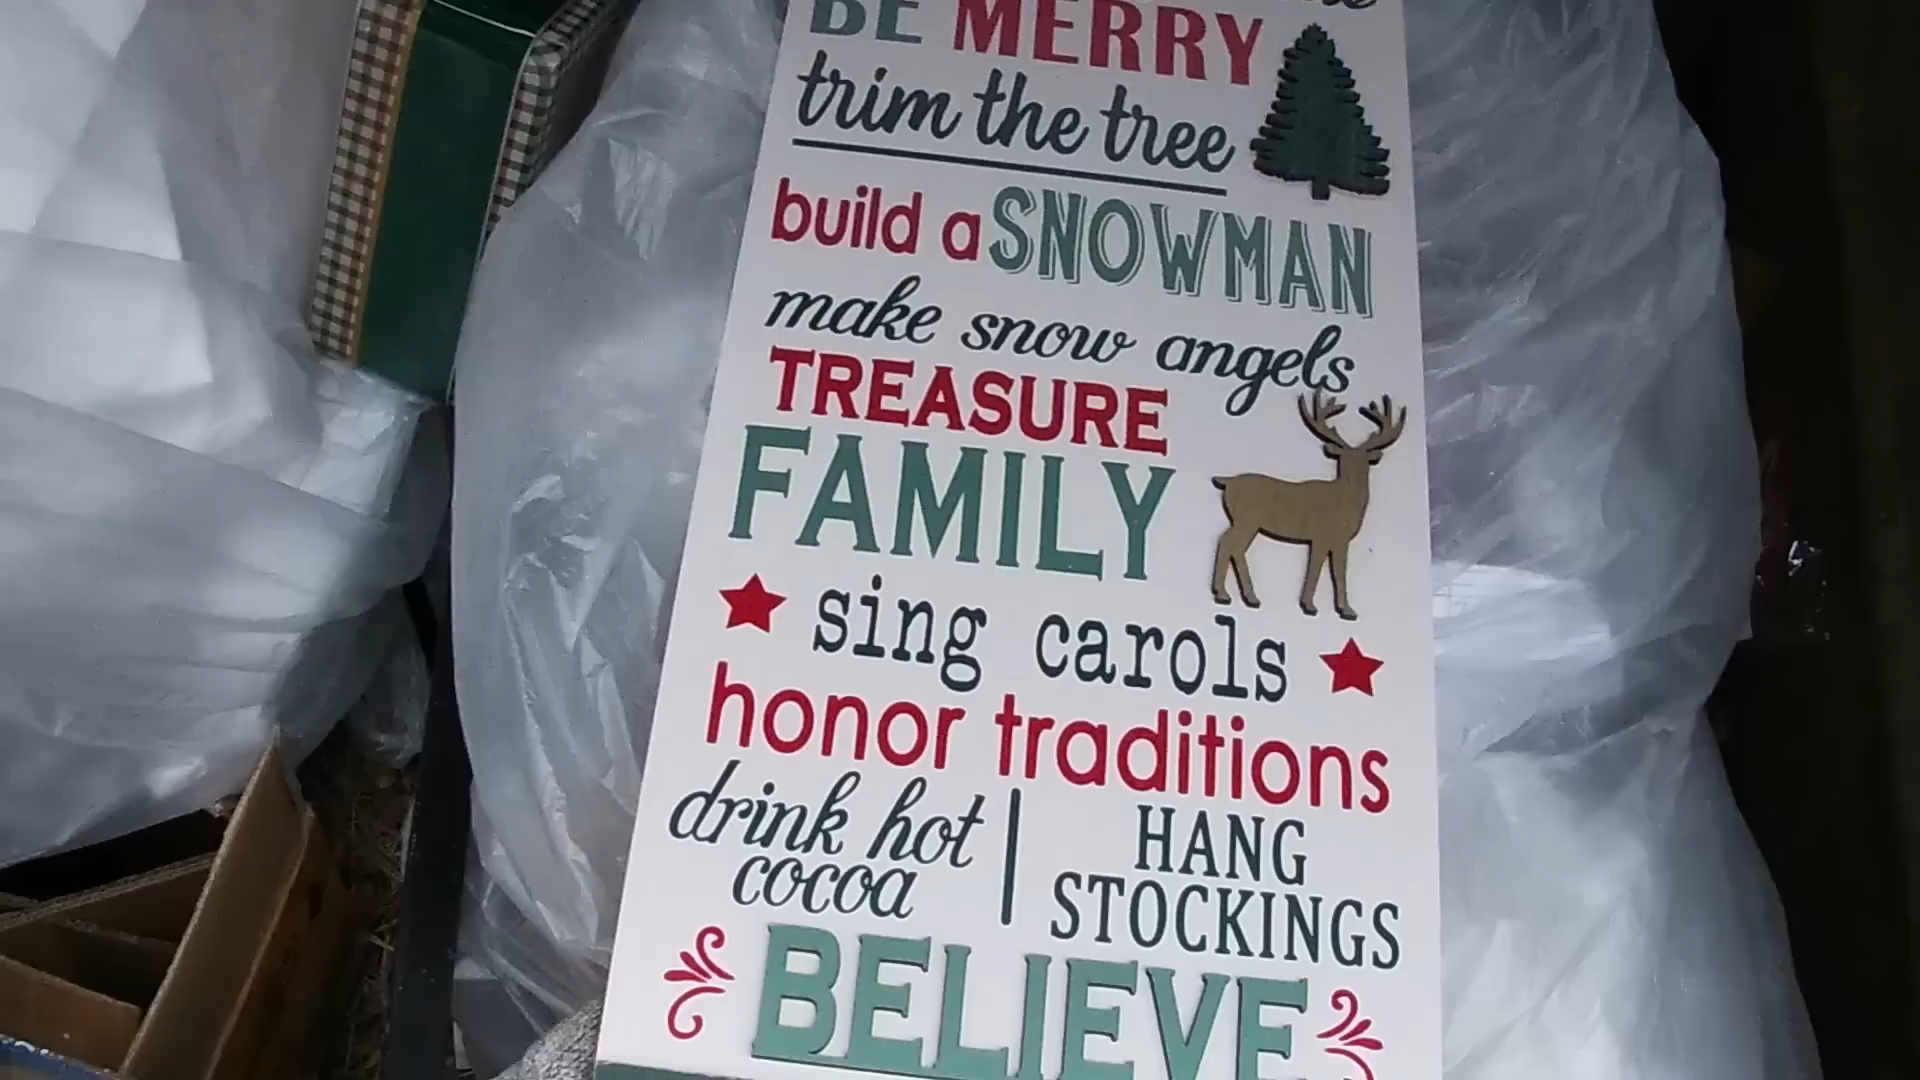 BE MERRY
trim the tree
build a SNOWMAN
make snow angels
TREASURE
FAMILY
sing carols
honor traditions
drink hot
cocoa
HANG
STOCKINGS
BELIEVE